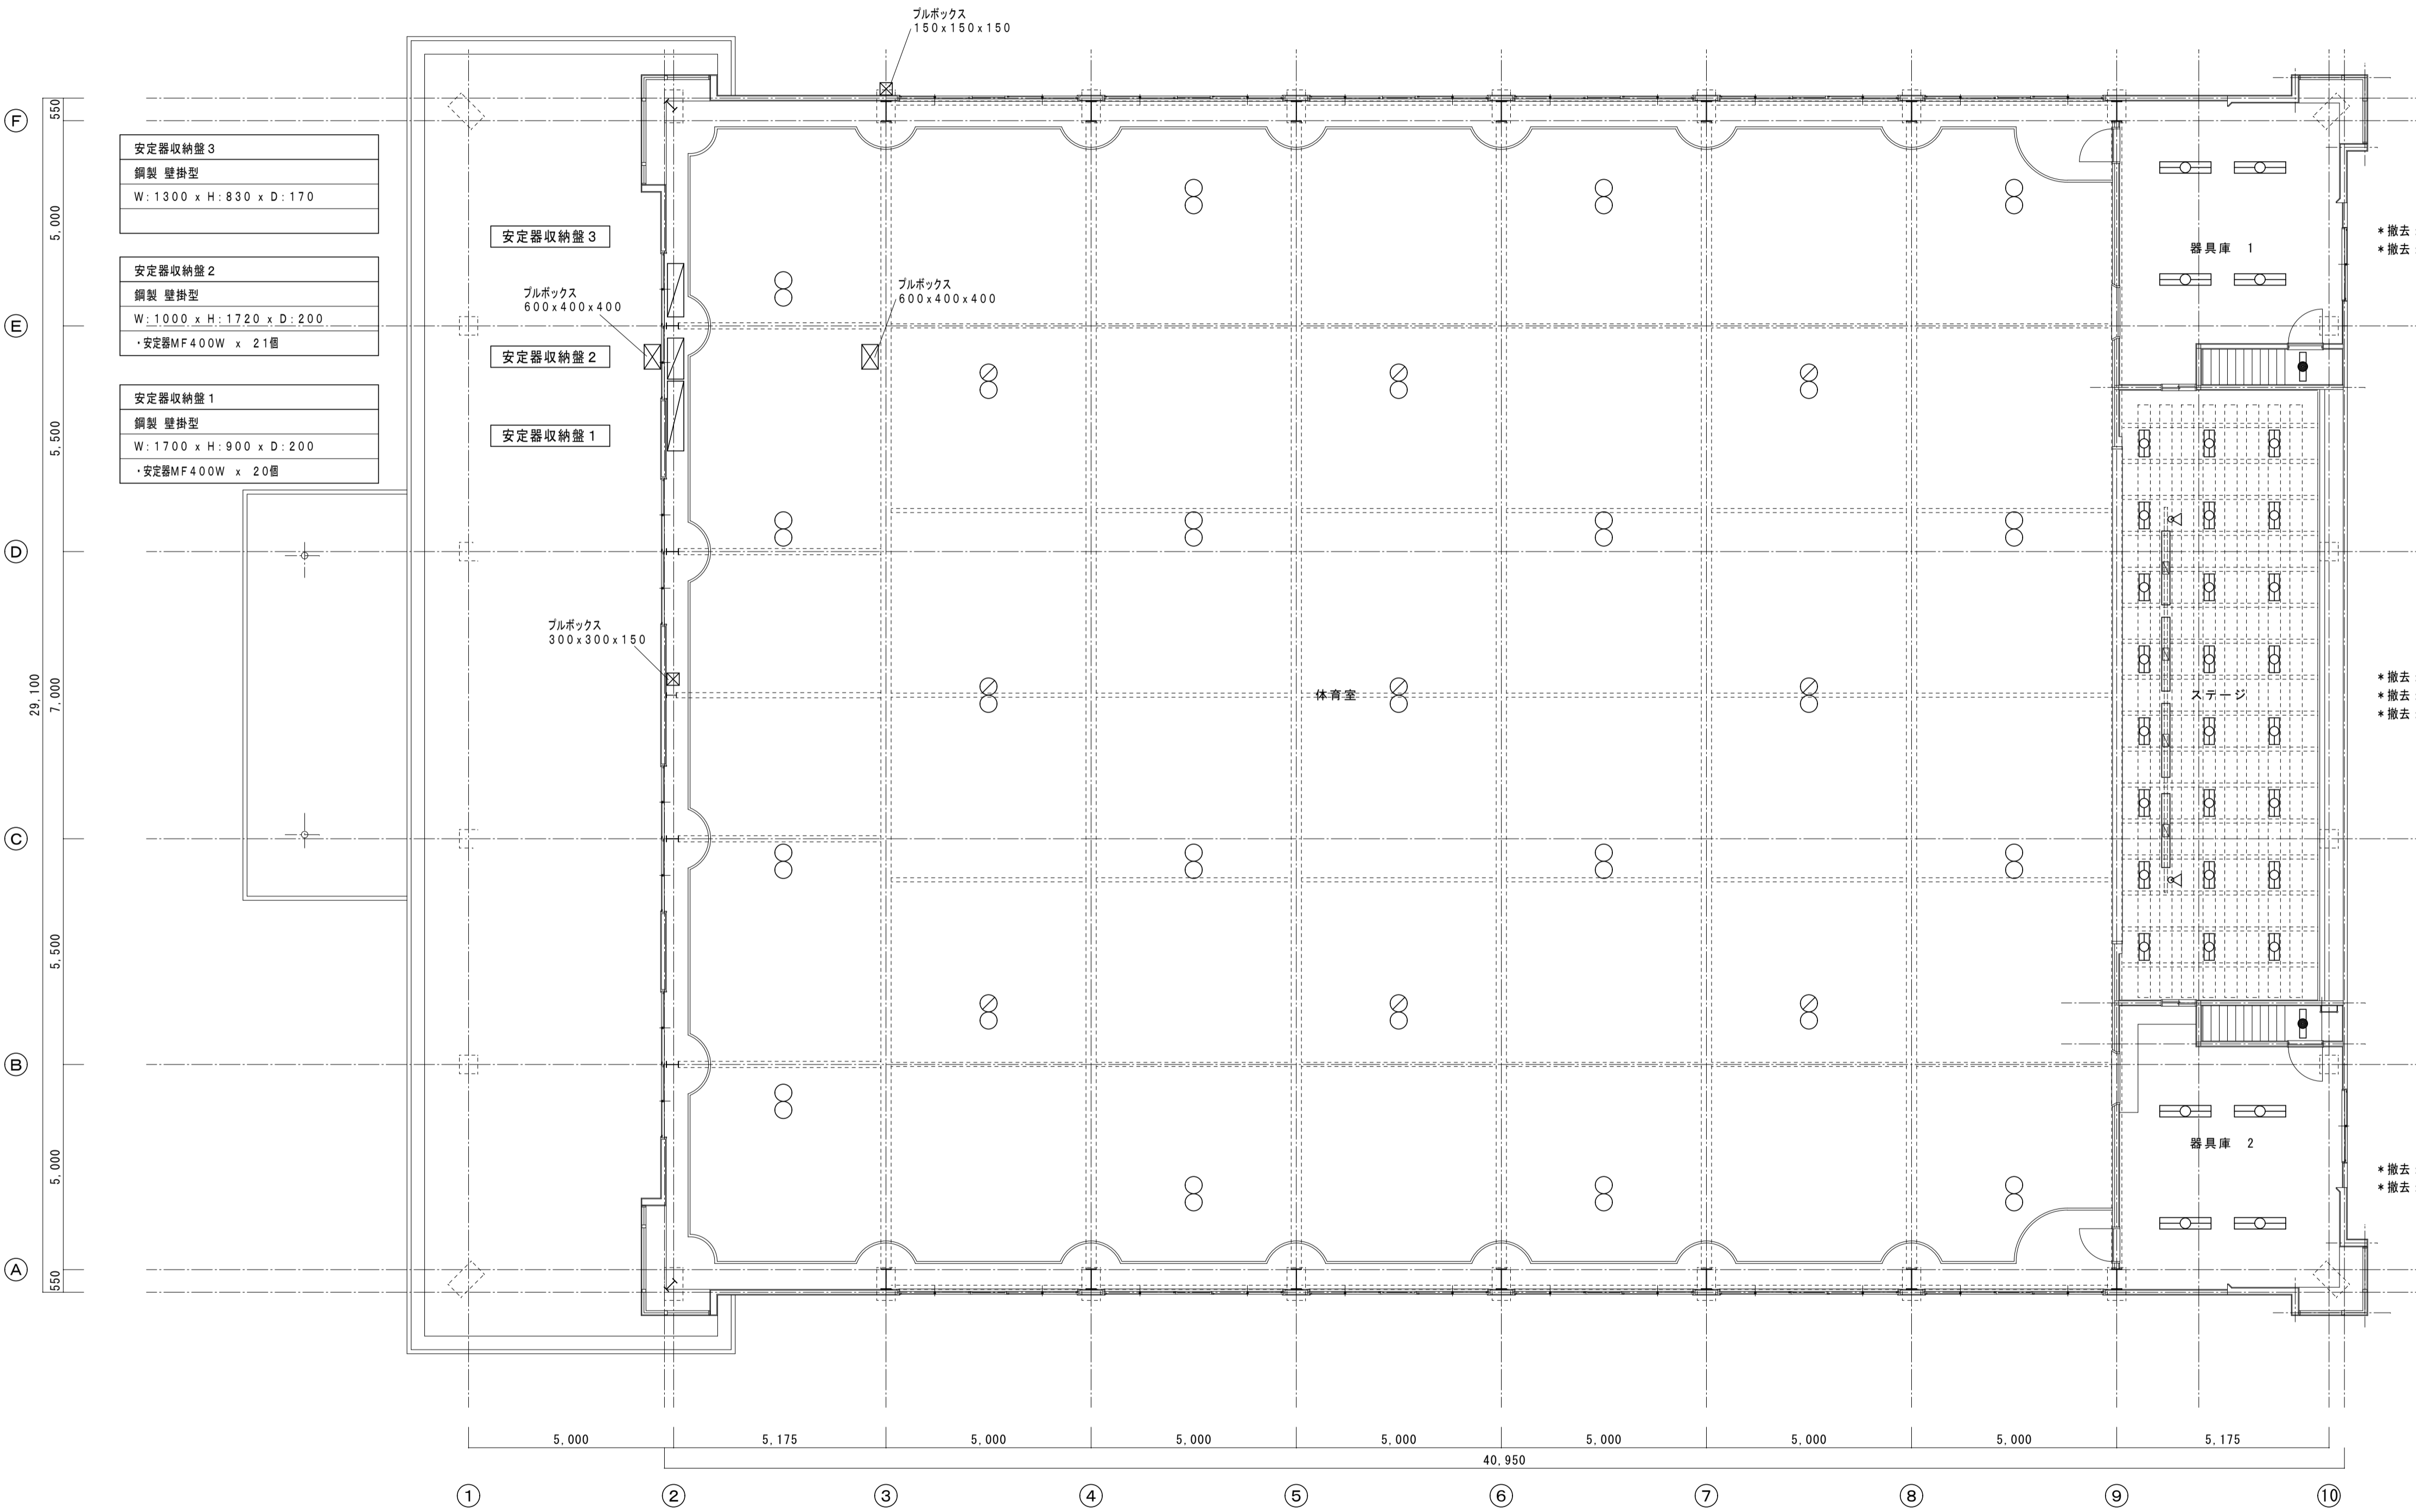 プルボックス
150x150x150
F
E
D
C
B
A
550
5,000
5,500
7,000
5,500
5,000
550
29,100
安定器収納盤3
鋼製 壁掛型
W:1300 x H:830 x D:170
安定器収納盤2
鋼製 壁掛型
W:1000 x H:1720 x D:200
・安定器MF400W x 21個
安定器収納盤1
鋼製 壁掛型
W:1700 x H:900 x D:200
・安定器MF400W x 20個
安定器収納盤3
プルボックス
600x400x400
安定器収納盤2
安定器収納盤1
プルボックス
600x400x400
プルボックス
300x300x150
体育室
器具庫 1
ステージ
器具庫 2
*撤去
*撤去
*撤去
*撤去
*撤去
*撤去
*撤去
5,000
5,175
5,000
5,000
5,000
5,000
5,000
5,000
5,175
40,950
1
2
3
4
5
6
7
8
9
10